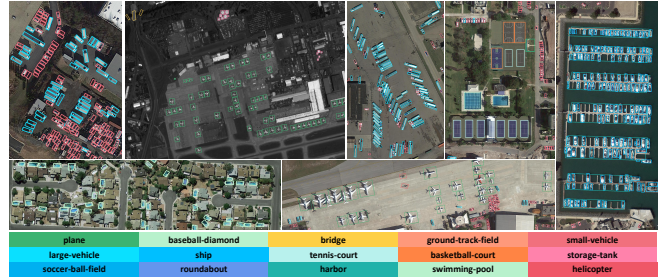 plane baseball-diamond bridge ground-track-field small-vehicle
large-vehicle ship tennis-court basketball-court storage-tank
soccer-ball-field roundabout harbor swimming-pool helicopter